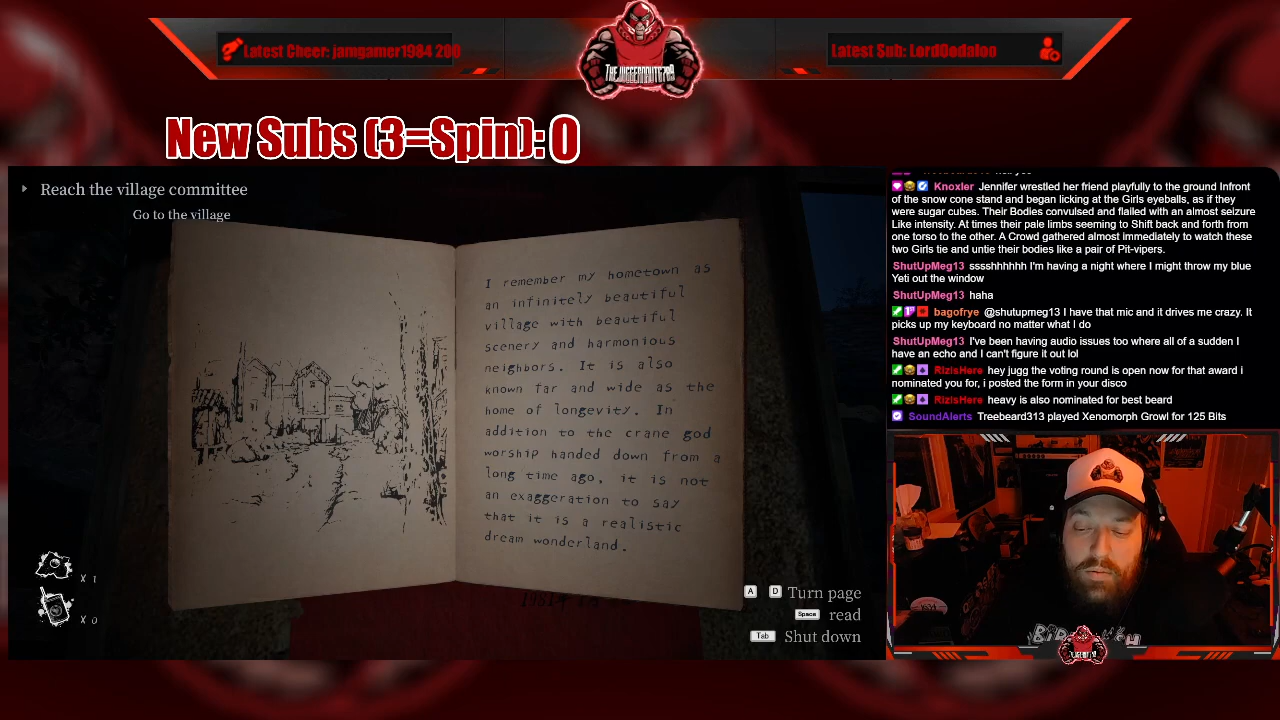 Latest Cheer: jamgamer1984 200
THEJUGGERNAUT789
Latest Sub: LordOodaloo
New Subs (3=Spin): 0
Reach the village committee
Go to the village
I remember my hometown as
an infinitely beautiful
village with beautiful
scenery and harmonious
neighbors. It is also
known far and wide as the
home of longevity. In
addition to the crane god
worship handed down from a
long time ago, it is not
an exaggeration to say
that it is a realistic
dream wonderland.
X 1
X 0
A D Turn page
Space read
Tab Shut down
Knoxler Jennifer wrestled her friend playfully to the ground Infront
of the snow cone stand and began licking at the Girls eyeballs, as if they
were sugar cubes. Their Bodies convulsed and flailed with an almost seizure
Like intensity. At times their pale limbs seeming to Shift back and forth from
one torso to the other. A Crowd gathered almost immediately to watch these
two Girls tie and untie their bodies like a pair of Pit-vipers.
ShutUpMeg13 sssshhhhhh I'm having a night where I might throw my blue
Yeti out the window
ShutUpMeg13 haha
bagofrye @shutupmeg13 I have that mic and it drives me crazy. It
picks up my keyboard no matter what I do
ShutUpMeg13 I've been having audio issues too where all of a sudden I
have an echo and I can't figure it out lol
RizIsHere hey jugg the voting round is open now for that award i
nominated you for, i posted the form in your disco
RizIsHere heavy is also nominated for best beard
SoundAlerts Treebeard313 played Xenomorph Growl for 125 Bits